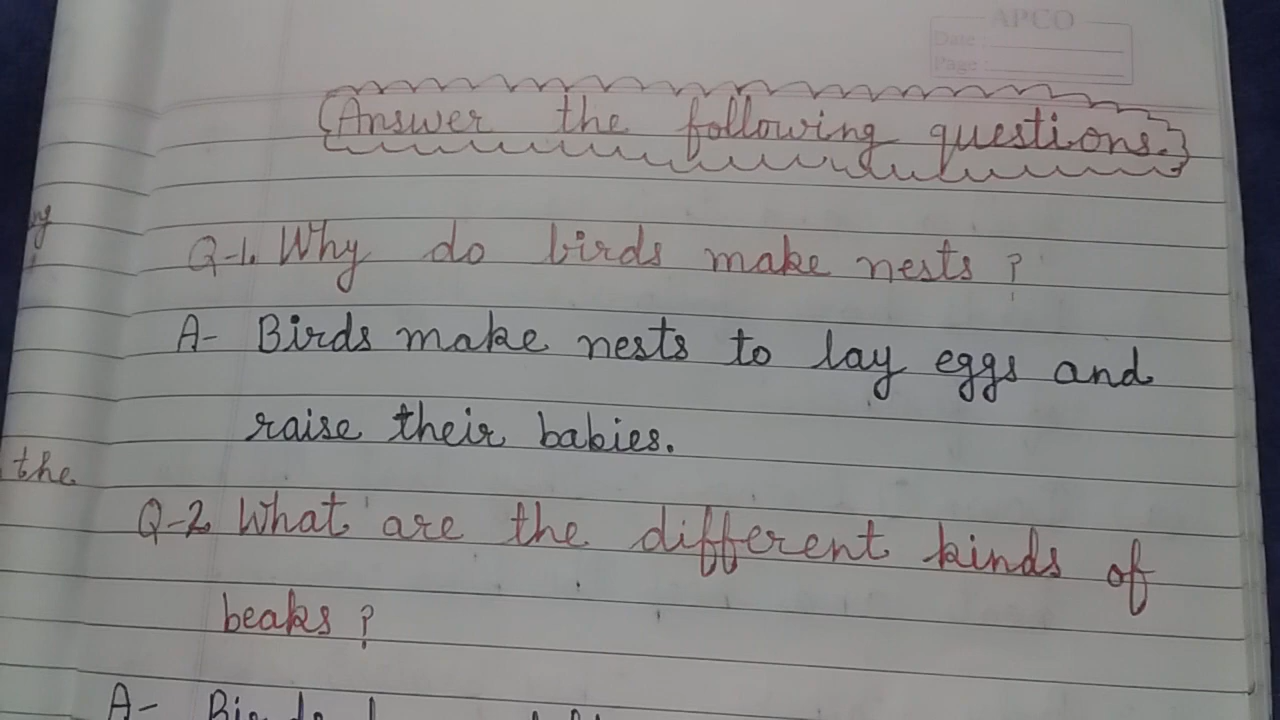 APCO
Date :
Page :
Answer the following questions.
Q-1. Why do birds make nests ?
A- Birds make nests to lay eggs and
raise their babies.
the
Q-2 What are the different kinds of
beaks ?
A- Birds